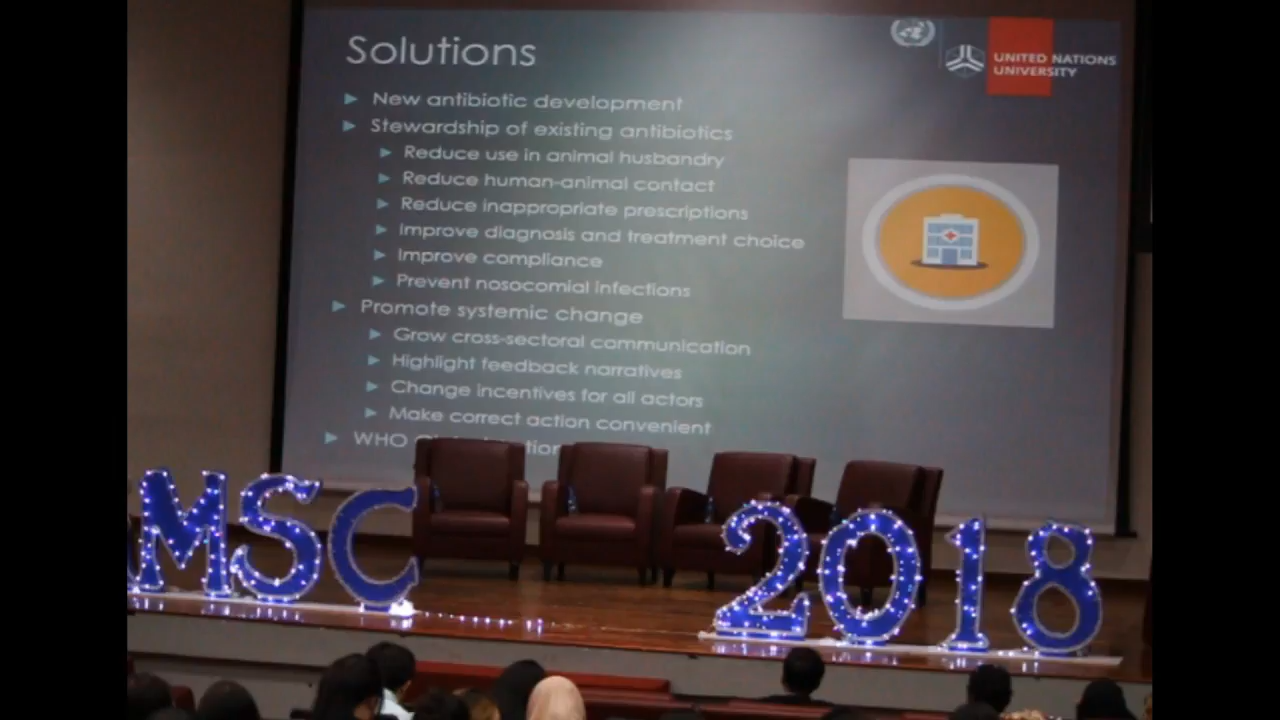 Solutions
UNITED NATIONS
UNIVERSITY
New antibiotic development
Stewardship of existing antibiotics
Reduce use in animal husbandry
Reduce human-animal contact
Reduce inappropriate prescriptions
Improve diagnosis and treatment choice
Improve compliance
Prevent nosocomial infections
Promote systemic change
Grow cross-sectoral communication
Highlight feedback narratives
Change incentives for all actors
Make correct action convenient
WHO
MSC 2018